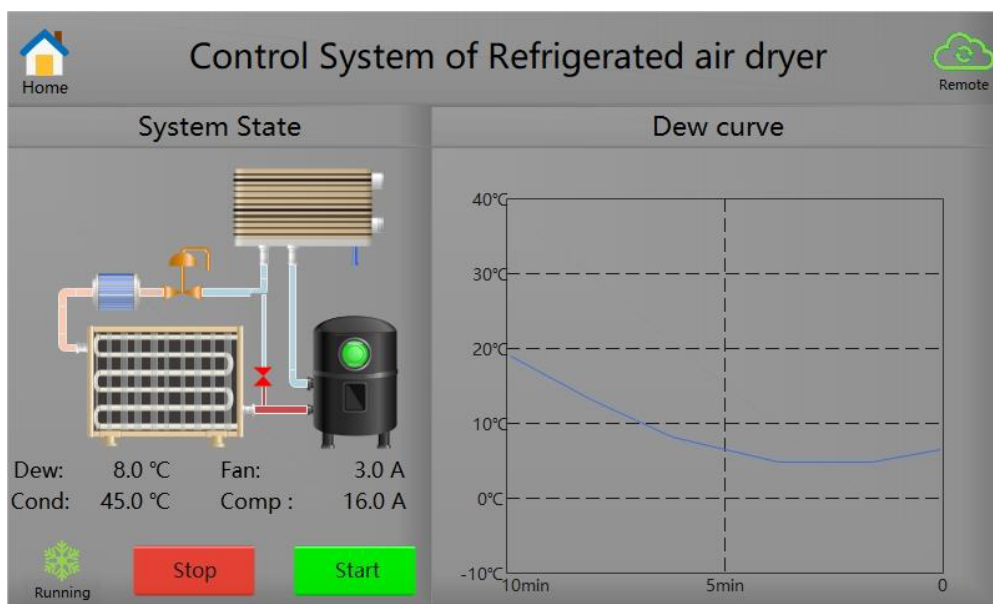 Control System of Refrigerated air dryer
Home
Remote
System State
Dew curve
40℃
30℃
20℃
10℃
0℃
-10℃
10min
5min
0
Dew: 8.0 ℃ Fan: 3.0 A
Cond: 45.0 ℃ Comp : 16.0 A
Running
Stop
Start